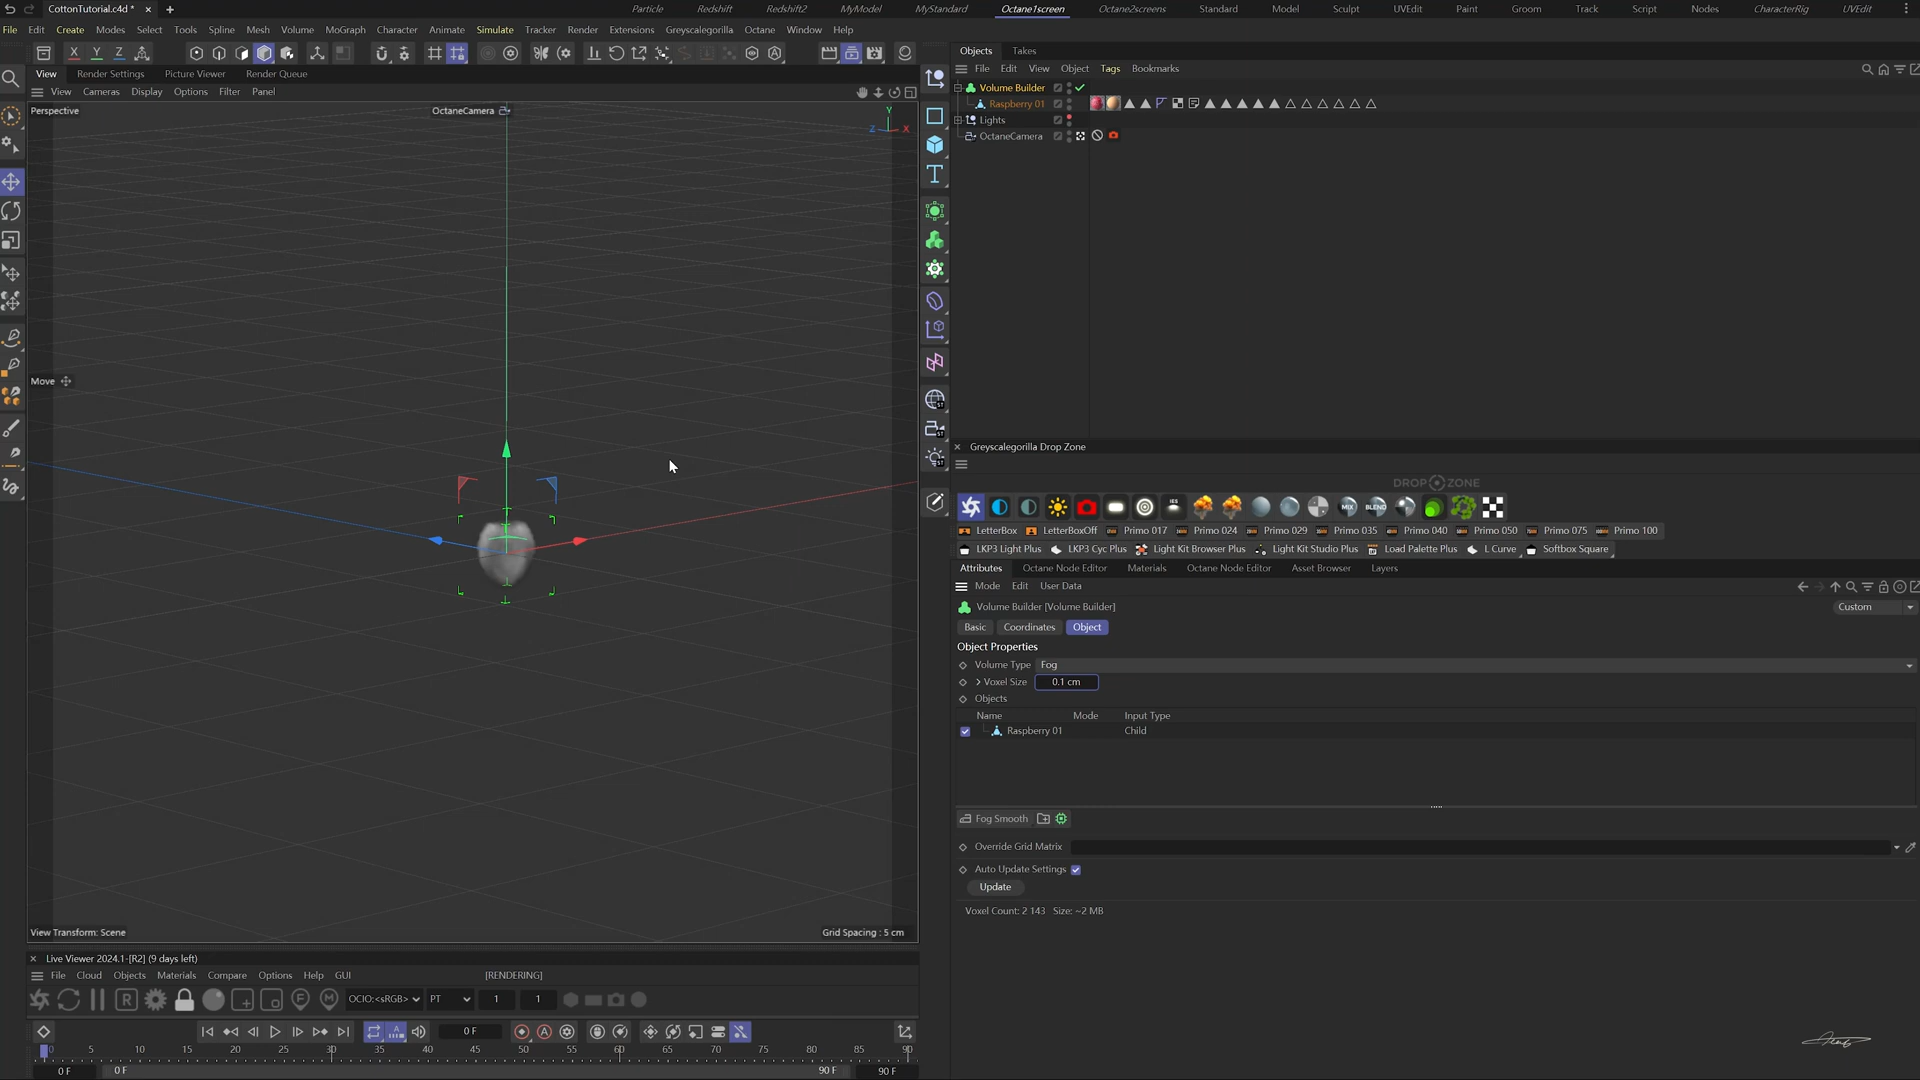 CottonTutorial.c4d * × +
Particle Redshift Redshift2 MyModel MyStandard Octane1screen Octane2screens Standard Model Sculpt UVEdit Paint Groom Track Script Nodes CharacterRig UVEdit
File Edit Create Modes Select Tools Spline Mesh Volume MoGraph Character Animate Simulate Tracker Render Extensions Greyscalegorilla Octane Window Help
X Y Z
Objects Takes
View Render Settings Picture Viewer Render Queue
File Edit View Object Tags Bookmarks
View Cameras Display Options Filter Panel
Volume Builder
Raspberry 01
Lights
OctaneCamera
Perspective
OctaneCamera
Y
Z X
Move
Greyscalegorilla Drop Zone
DROP ZONE
MIX BLEND
LetterBox LetterBoxOff Primo 017 Primo 024 Primo 029 Primo 035 Primo 040 Primo 050 Primo 075 Primo 100
LKP3 Light Plus LKP3 Cyc Plus Light Kit Browser Plus Light Kit Studio Plus Load Palette Plus L Curve Softbox Square
Attributes Octane Node Editor Materials Octane Node Editor Asset Browser Layers
Mode Edit User Data
Volume Builder [Volume Builder]
Custom
Basic Coordinates Object
Object Properties
Volume Type Fog
Voxel Size 0.1 cm
Objects
Name Mode Input Type
Raspberry 01 Child
Fog Smooth
Override Grid Matrix
Auto Update Settings
Update
Voxel Count: 2 143 Size: ~2 MB
View Transform: Scene
Grid Spacing : 5 cm
Live Viewer 2024.1-[R2] (9 days left)
File Cloud Objects Materials Compare Options Help GUI
[RENDERING]
R F M OCIO:<sRGB> PT 1 1
0 F
0 5 10 15 20 25 30 35 40 45 50 55 60 65 70 75 80 85 90
0 F 0 F 90 F 90 F